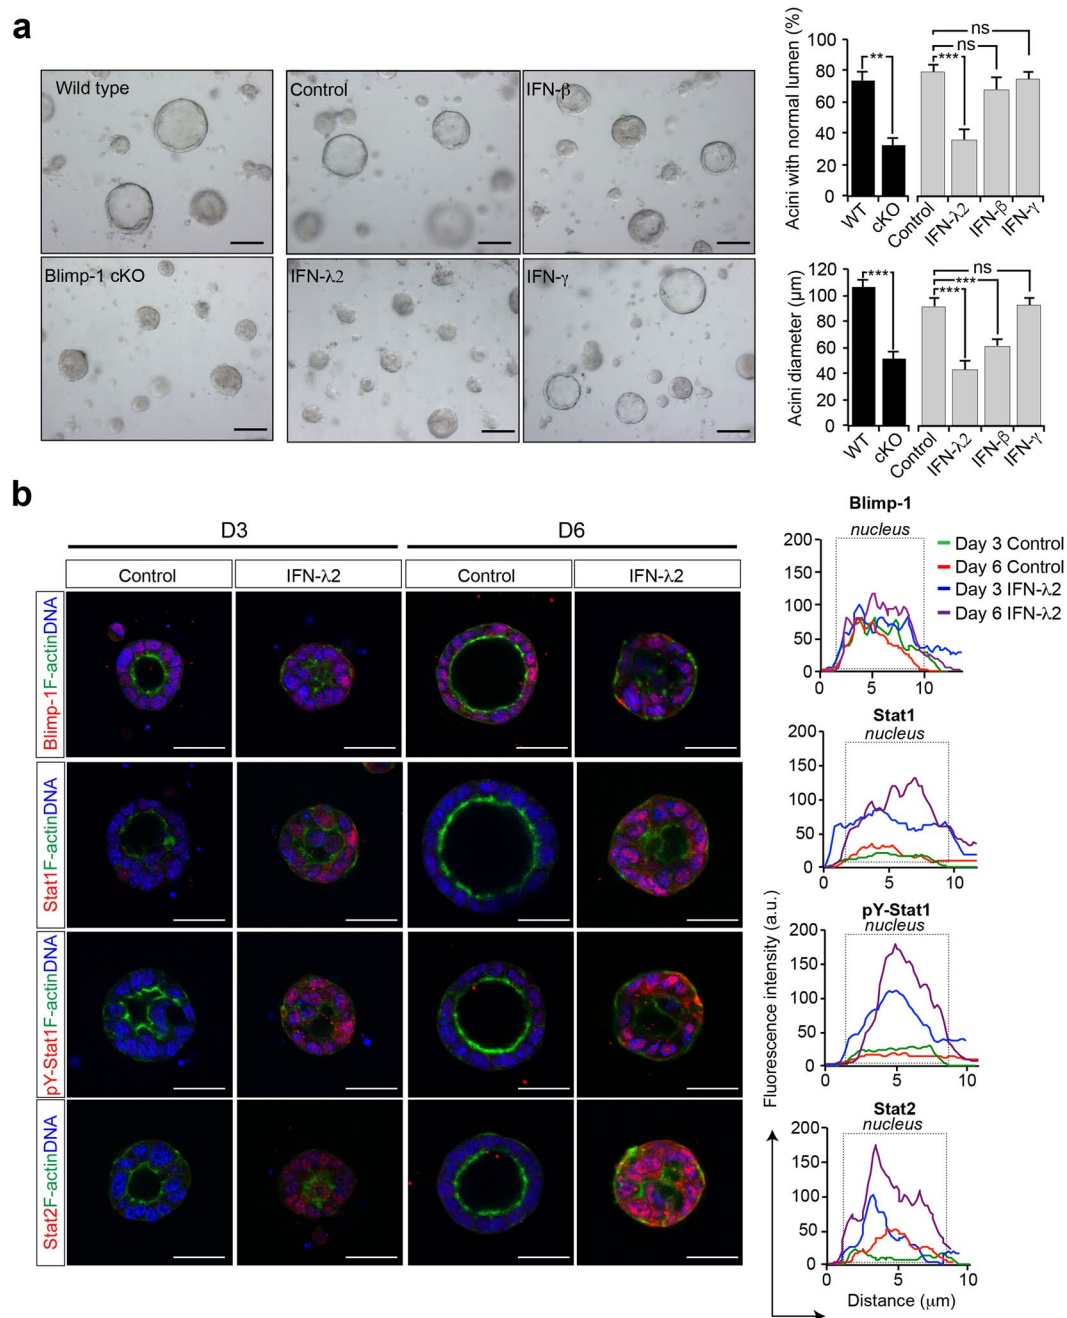 a
Wild type
Control
IFN-β
Blimp-1 cKO
IFN-λ2
IFN-γ
Acini with normal lumen (%)
100
80
60
40
20
0
**
***
ns
ns
WT
cKO
Control
IFN-λ2
IFN-β
IFN-γ
Acini diameter (µm)
120
100
80
60
40
20
0
***
***
***
ns
WT
cKO
Control
IFN-λ2
IFN-β
IFN-γ
b
D3
D6
Control
IFN-λ2
Control
IFN-λ2
Blimp-1F-actinDNA
Stat1F-actinDNA
pY-Stat1F-actinDNA
Stat2F-actinDNA
Blimp-1
nucleus
200
150
100
50
0
0
5
10
Day 3 Control
Day 6 Control
Day 3 IFN-λ2
Day 6 IFN-λ2
Stat1
nucleus
200
150
100
50
0
0
5
10
pY-Stat1
nucleus
200
150
100
50
0
0
5
10
Stat2
nucleus
200
150
100
50
0
0
5
10
Fluorescence intensity (a.u.)
Distance (µm)